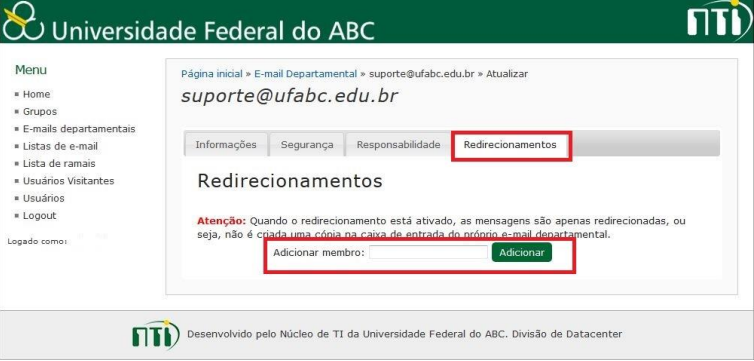 Universidade Federal do ABC
NTI
Menu
Home
Grupos
E-mails departamentais
Listas de e-mail
Lista de ramais
Usuários Visitantes
Usuários
Logout
Logado como:
Página inicial » E-mail Departamental » suporte@ufabc.edu.br » Atualizar
suporte@ufabc.edu.br
Informações Segurança Responsabilidade Redirecionamentos
Redirecionamentos
Atenção: Quando o redirecionamento está ativado, as mensagens são apenas redirecionadas, ou
seja, não é criada uma cópia na caixa de entrada do próprio e-mail departamental.
Adicionar membro: Adicionar
NTI
Desenvolvido pelo Núcleo de TI da Universidade Federal do ABC. Divisão de Datacenter